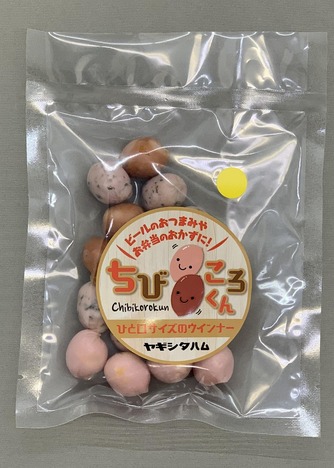 ビールのおつまみや
お弁当のおかずに!
ちびころくん
Chibikorokun
ひと口サイズのウインナー
ヤギシタハム